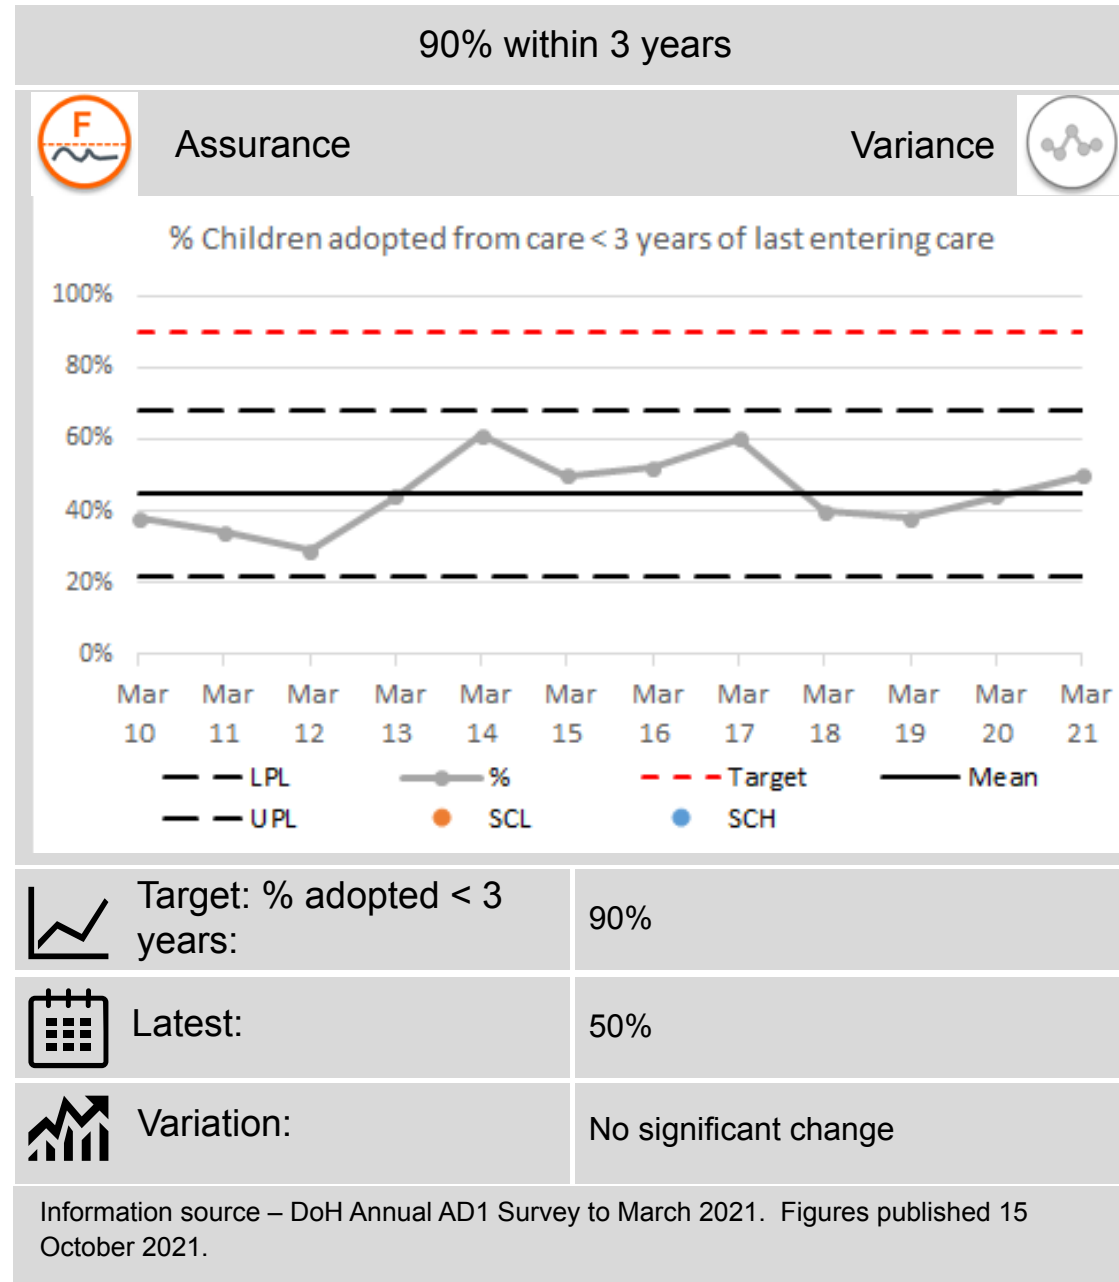 90% within 3 years
F
Assurance
Variance
% Children adopted from care < 3 years of last entering care
100%
80%
60%
40%
20%
0%
Mar Mar Mar Mar Mar Mar Mar Mar Mar Mar Mar Mar
10 11 12 13 14 15 16 17 18 19 20 21
LPL % Target Mean
UPL SCL SCH
Target: % adopted < 3
years:
90%
Latest:
50%
Variation:
No significant change
Information source – DoH Annual AD1 Survey to March 2021.  Figures published 15
October 2021.